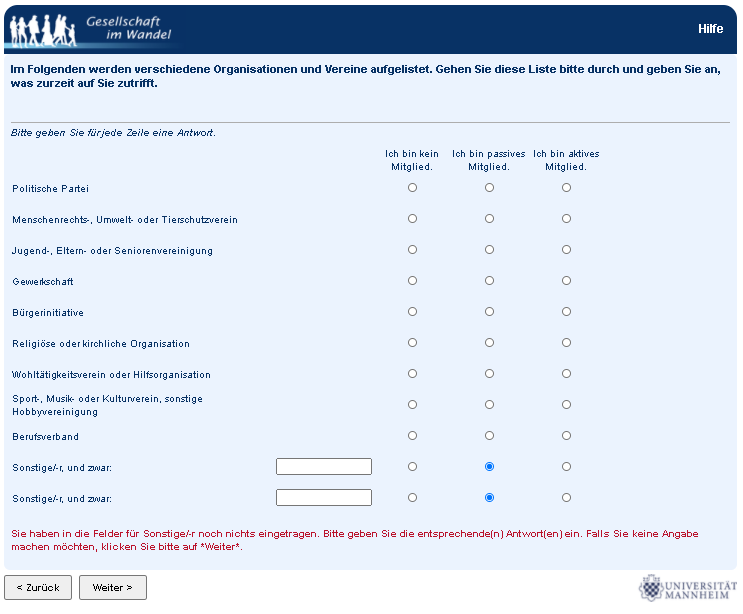 Gesellschaft
im Wandel
Hilfe
Im Folgenden werden verschiedene Organisationen und Vereine aufgelistet. Gehen Sie diese Liste bitte durch und geben Sie an,
was zurzeit auf Sie zutrifft.
Bitte geben Sie für jede Zeile eine Antwort.
Ich bin kein Mitglied.
Ich bin passives Mitglied.
Ich bin aktives Mitglied.
Politische Partei
Menschenrechts-, Umwelt- oder Tierschutzverein
Jugend-, Eltern- oder Seniorenvereinigung
Gewerkschaft
Bürgerinitiative
Religiöse oder kirchliche Organisation
Wohltätigkeitsverein oder Hilfsorganisation
Sport-, Musik- oder Kulturverein, sonstige
Hobbyvereinigung
Berufsverband
Sonstige/-r, und zwar:
Sonstige/-r, und zwar:
Sie haben in die Felder für Sonstige/-r noch nichts eingetragen. Bitte geben Sie die entsprechende(n) Antwort(en) ein. Falls Sie keine Angabe
machen möchten, klicken Sie bitte auf *Weiter*.
< Zurück
Weiter >
UNIVERSITÄT
MANNHEIM